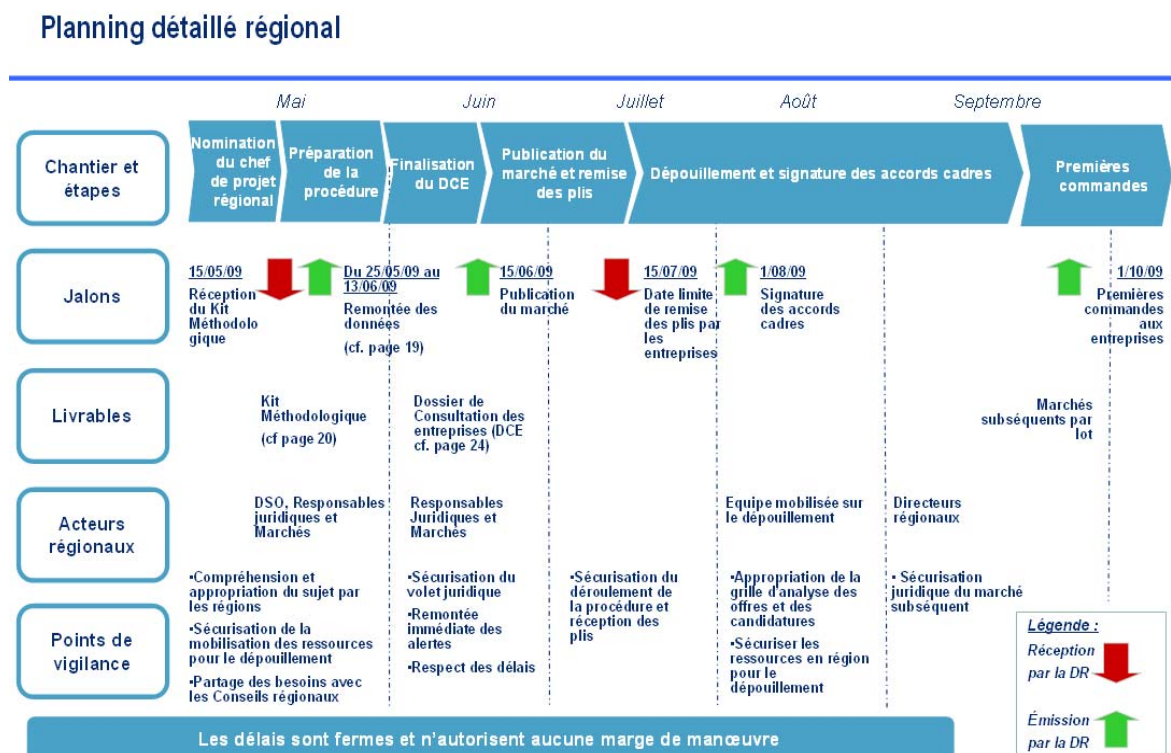 Planning détaillé régional
Mai
Juin
Juillet
Août
Septembre
Chantier et
étapes
Nomination
du chef
de projet
régional
Préparation
de la
procédure
Finalisation
du DCE
Publication du
marché et remise
des plis
Dépouillement et signature des accords cadres
Premières
commandes
Jalons
15/05/09
Réception
du Kit
Méthodolo
gique
Du 25/05/09 au
13/06/09
Remontée des
données
(cf. page 19)
15/06/09
Publication
du marché
15/07/09
Date limite
de remise
des plis par
les
entreprises
1/08/09
Signature
des accords
cadres
1/10/09
Premières
commandes
aux
entreprises
Livrables
Kit
Méthodologique
(cf page 20)
Dossier de
Consultation des
entreprises (DCE
cf. page 24)
Marchés
subséquents par
lot
Acteurs
régionaux
DSO, Responsables
juridiques et
Marchés
Responsables
Juridiques et
Marchés
Equipe mobilisée sur
le dépouillement
Directeurs
régionaux
Points de
vigilance
▪Compréhension et
appropriation du sujet par
les régions
▪Sécurisation de la
mobilisation des ressources
pour le dépouillement
▪Partage des besoins avec
les Conseils régionaux
▪Sécurisation du
volet juridique
▪Remontée
immédiate des
alertes
▪Respect des délais
▪Sécurisation du
déroulement de
la procédure et
réception des
plis
▪Appropriation de la
grille d'analyse des
offres et des
candidatures
▪Sécuriser les
ressources en région
pour le
dépouillement
▪ Sécurisation
juridique du marché
subséquent
Légende :
Réception
par la DR
Émission
par la DR
Les délais sont fermes et n'autorisent aucune marge de manœuvre